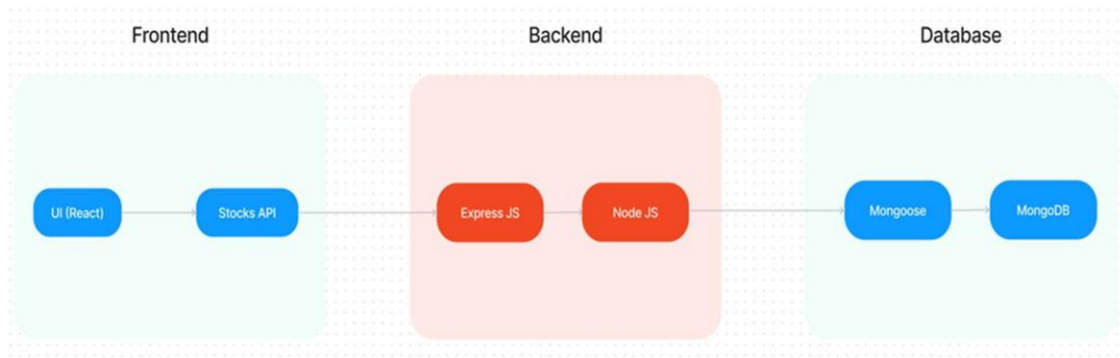 Frontend
Backend
Database
UI (React)
Stocks API
Express JS
Node JS
Mongoose
MongoDB